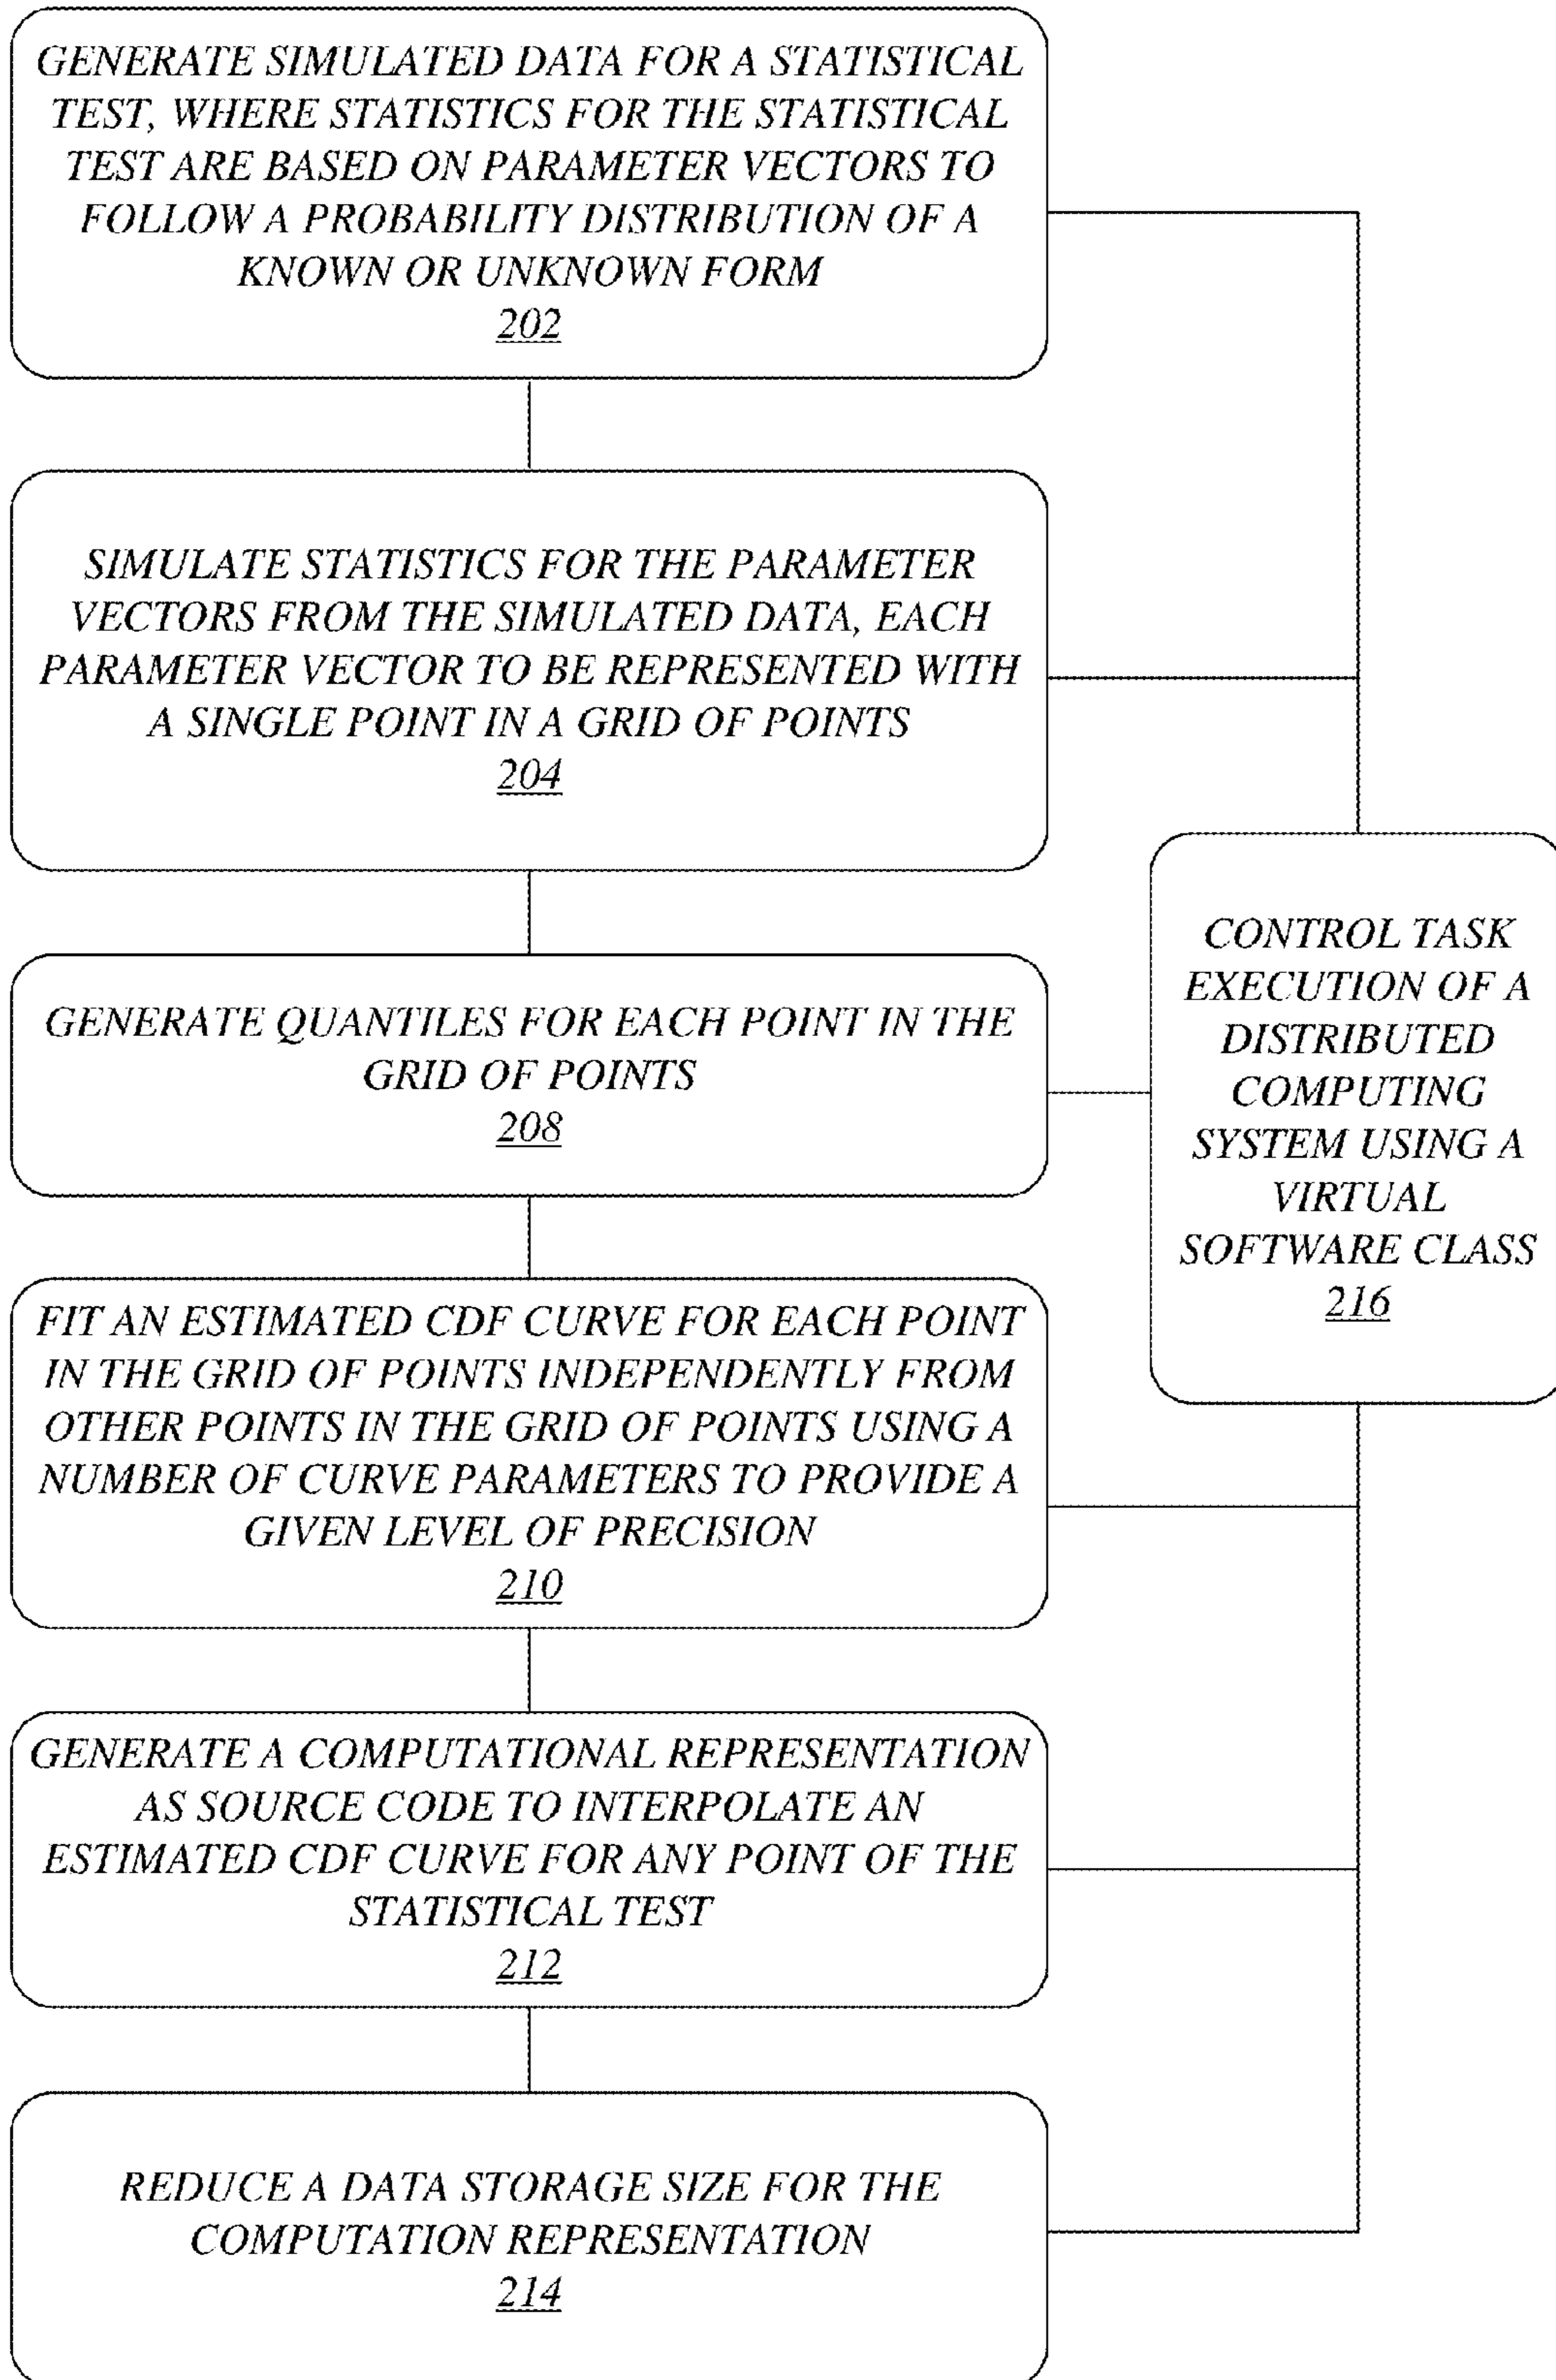 GENERATE SIMULATED DATA FOR A STATISTICAL
TEST, WHERE STATISTICS FOR THE STATISTICAL
TEST ARE BASED ON PARAMETER VECTORS TO
FOLLOW A PROBABILITY DISTRIBUTION OF A
KNOWN OR UNKNOWN FORM
202
SIMULATE STATISTICS FOR THE PARAMETER
VECTORS FROM THE SIMULATED DATA, EACH
PARAMETER VECTOR TO BE REPRESENTED WITH
A SINGLE POINT IN A GRID OF POINTS
204
GENERATE QUANTILES FOR EACH POINT IN THE
GRID OF POINTS
208
FIT AN ESTIMATED CDF CURVE FOR EACH POINT
IN THE GRID OF POINTS INDEPENDENTLY FROM
OTHER POINTS IN THE GRID OF POINTS USING A
NUMBER OF CURVE PARAMETERS TO PROVIDE A
GIVEN LEVEL OF PRECISION
210
GENERATE A COMPUTATIONAL REPRESENTATION
AS SOURCE CODE TO INTERPOLATE AN
ESTIMATED CDF CURVE FOR ANY POINT OF THE
STATISTICAL TEST
212
REDUCE A DATA STORAGE SIZE FOR THE
COMPUTATION REPRESENTATION
214
CONTROL TASK
EXECUTION OF A
DISTRIBUTED
COMPUTING
SYSTEM USING A
VIRTUAL
SOFTWARE CLASS
216